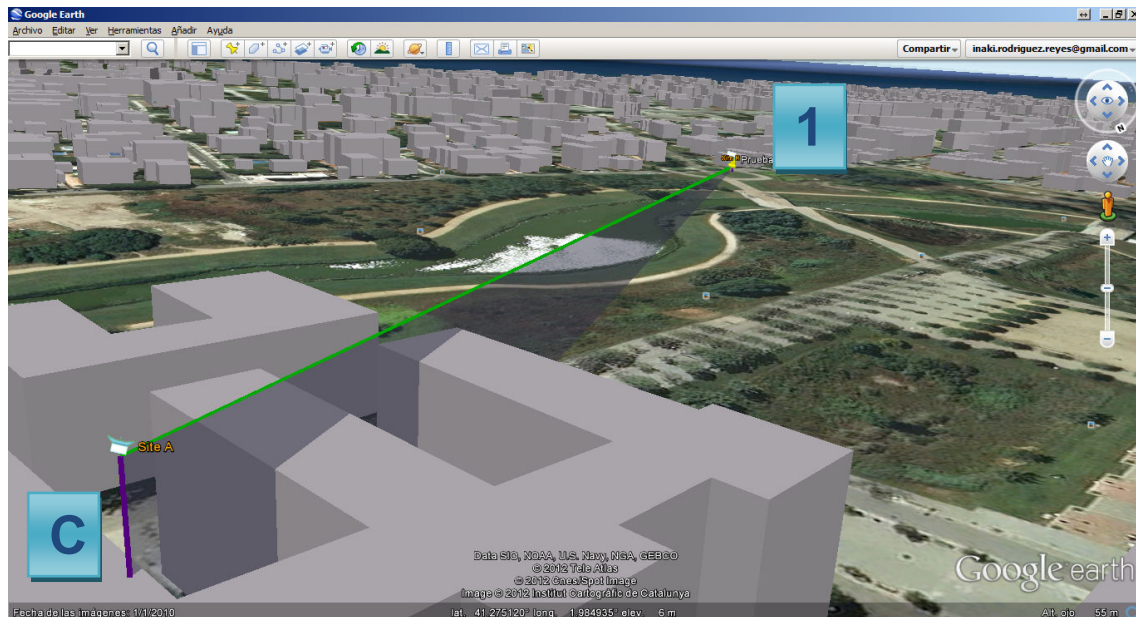 Google Earth
Archivo Editar Ver Herramientas Añadir Ayuda
Compartir
inaki.rodriguez.reyes@gmail.com
1
Site B
Prueba
N
Site A
C
Data SIO, NOAA, U.S. Navy, NGA, GEBCO
© 2012 Tele Atlas
© 2012 Cnes/Spot Image
Image © 2012 Institut Cartogràfic de Catalunya
Google earth
Fecha de las imágenes: 1/1/2010
lat. 41.275120° long. 1.984935° elev. 6 m
Alt. ojo 55 m